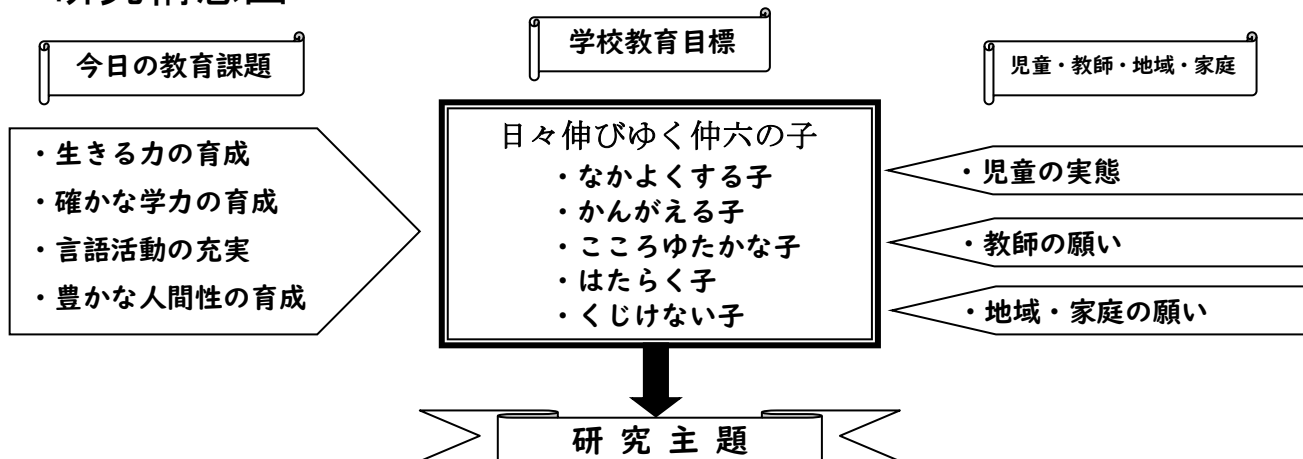 今日の教育課題
・生きる力の育成
・確かな学力の育成
・言語活動の充実
・豊かな人間性の育成
学校教育目標
日々伸びゆく仲六の子
・なかよくする子
・かんがえる子
・こころゆたかな子
・はたらく子
・くじけない子
児童・教師・地域・家庭
・児童の実態
・教師の願い
・地域・家庭の願い
研究主題